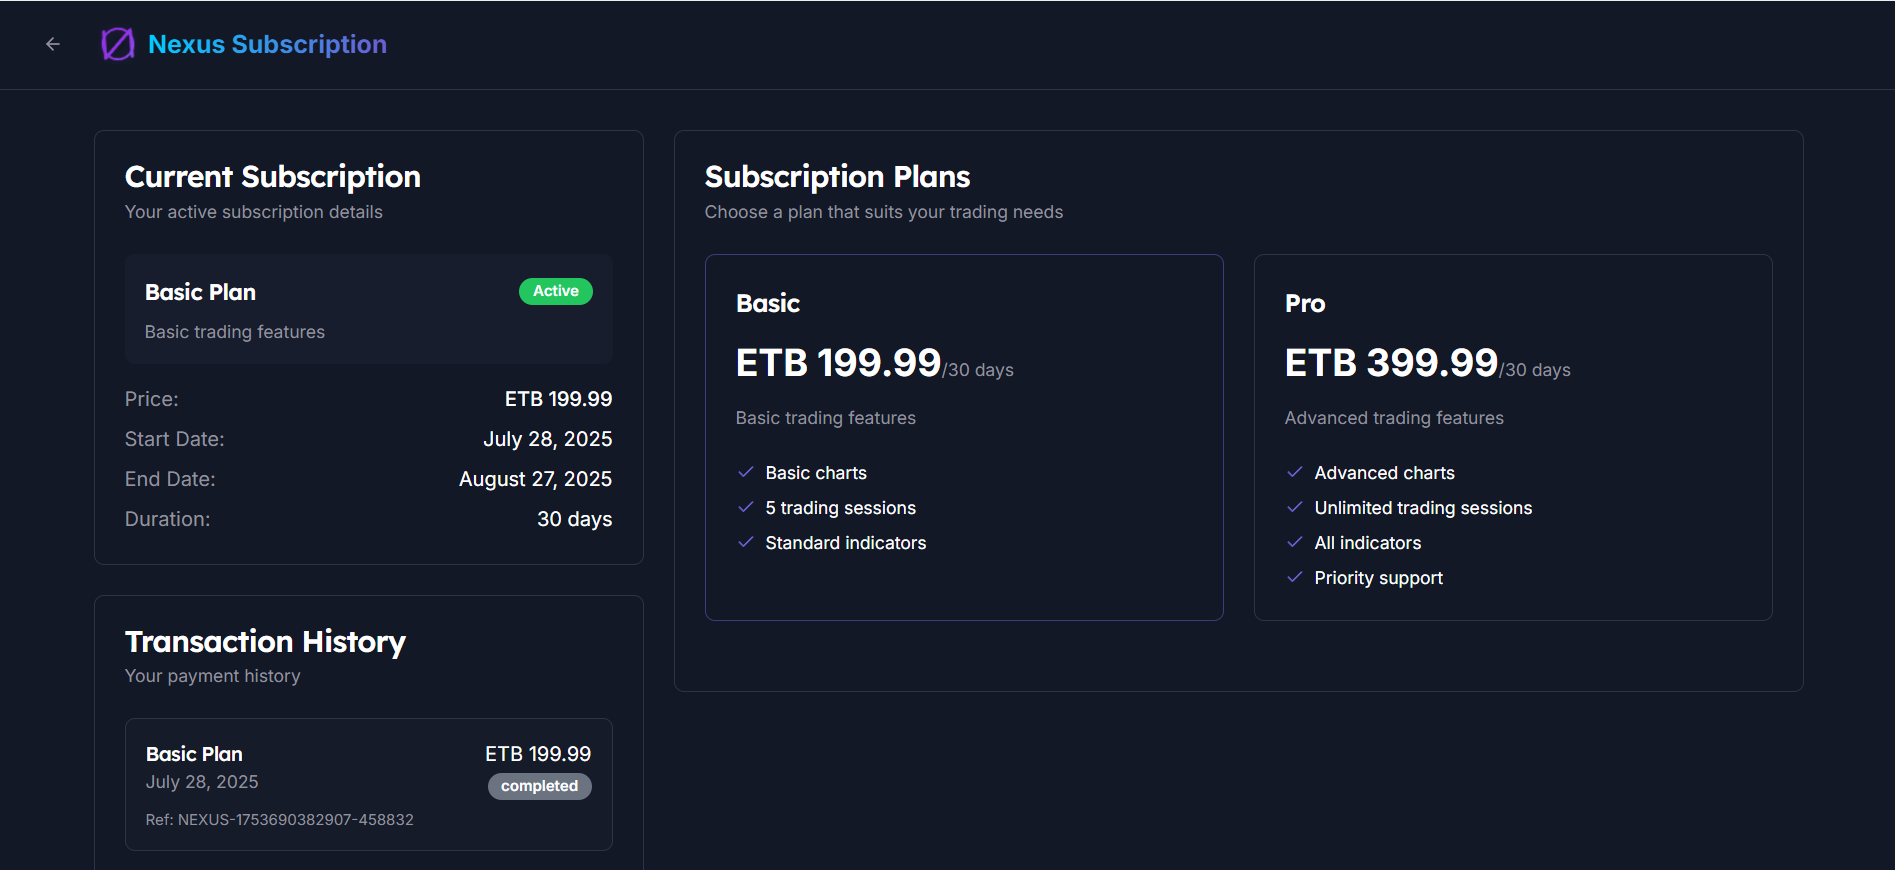 Nexus Subscription
Current Subscription
Your active subscription details
Basic Plan
Active
Basic trading features
Price:
ETB 199.99
Start Date:
July 28, 2025
End Date:
August 27, 2025
Duration:
30 days
Transaction History
Your payment history
Basic Plan
ETB 199.99
July 28, 2025
completed
Ref: NEXUS-1753690382907-458832
Subscription Plans
Choose a plan that suits your trading needs
Basic
ETB 199.99/30 days
Basic trading features
Basic charts
5 trading sessions
Standard indicators
Pro
ETB 399.99/30 days
Advanced trading features
Advanced charts
Unlimited trading sessions
All indicators
Priority support